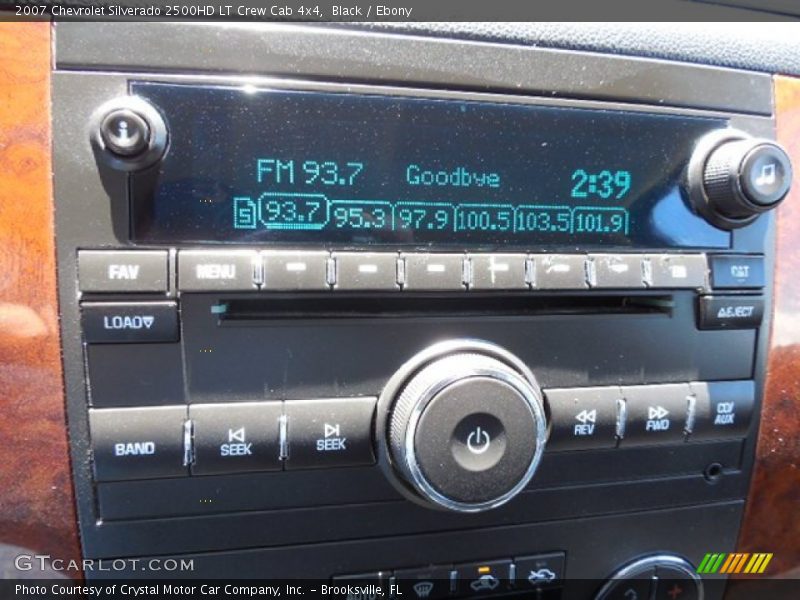 2007 Chevrolet Silverado 2500HD LT Crew Cab 4x4,  Black / Ebony
FM 93.7 Goodbye 2:39
5 93.7 95.3 97.9 100.5 103.5 101.9
FAV MENU CAT
LOAD EJECT
BAND SEEK SEEK REV FWD CD/ AUX
GTCARLOT.COM
Photo Courtesy of Crystal Motor Car Company, Inc. – Brooksville, FL